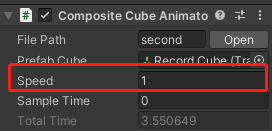 Composite Cube Animato
File Path second Open
Prefab Cube Record Cube (Tra
Speed 1
Sample Time 0
Total Time 3.550649